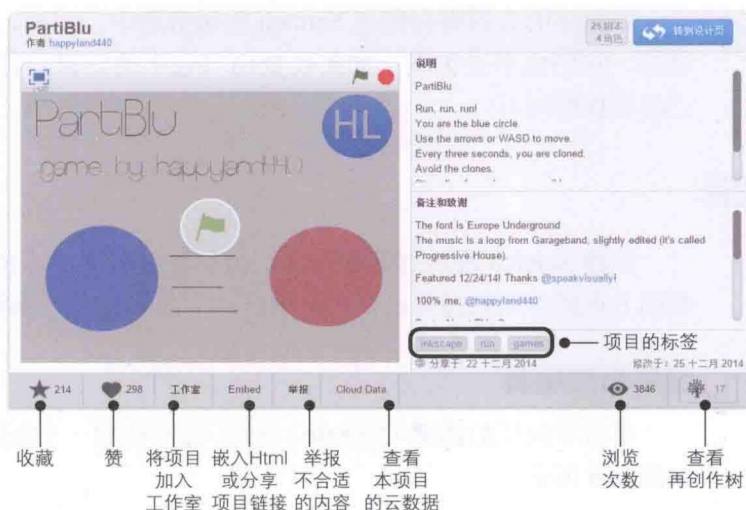 PartiBlu
作者 happyland440
25 脚本
4 角色
转到设计页
PartiBlu
HL
game by: happyland440
说明
PartiBlu
Run, run, run!
You are the blue circle.
Use the arrows or WASD to move.
Every three seconds, you are cloned.
Avoid the clones.
备注和致谢
The font is Europe Underground
The music is a loop from Garageband, slightly edited (it's called
Progressive House).
Featured 12/24/14! Thanks @speakvisually!
100% me, @happyland440
inkscape run games
项目的标签
分享于: 22 十二月 2014 修改于: 25 十二月 2014
214 298 工作室 Embed 举报 Cloud Data 3846 17
收藏 赞 将项目 嵌入Html 举报 查看 浏览 查看
加入 或分享 不合适 本项目 次数 再创作树
工作室 项目链接 的内容 的云数据